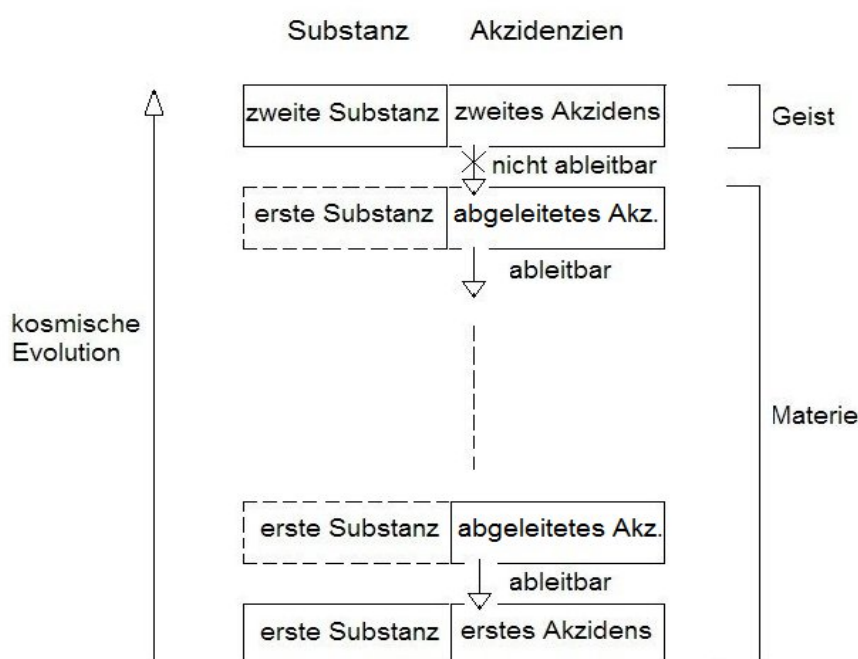 Substanz Akzidenzien
zweite Substanz zweites Akzidens Geist
nicht ableitbar
erste Substanz abgeleitetes Akz.
ableitbar
kosmische
Evolution
Materie
erste Substanz abgeleitetes Akz.
ableitbar
erste Substanz erstes Akzidens